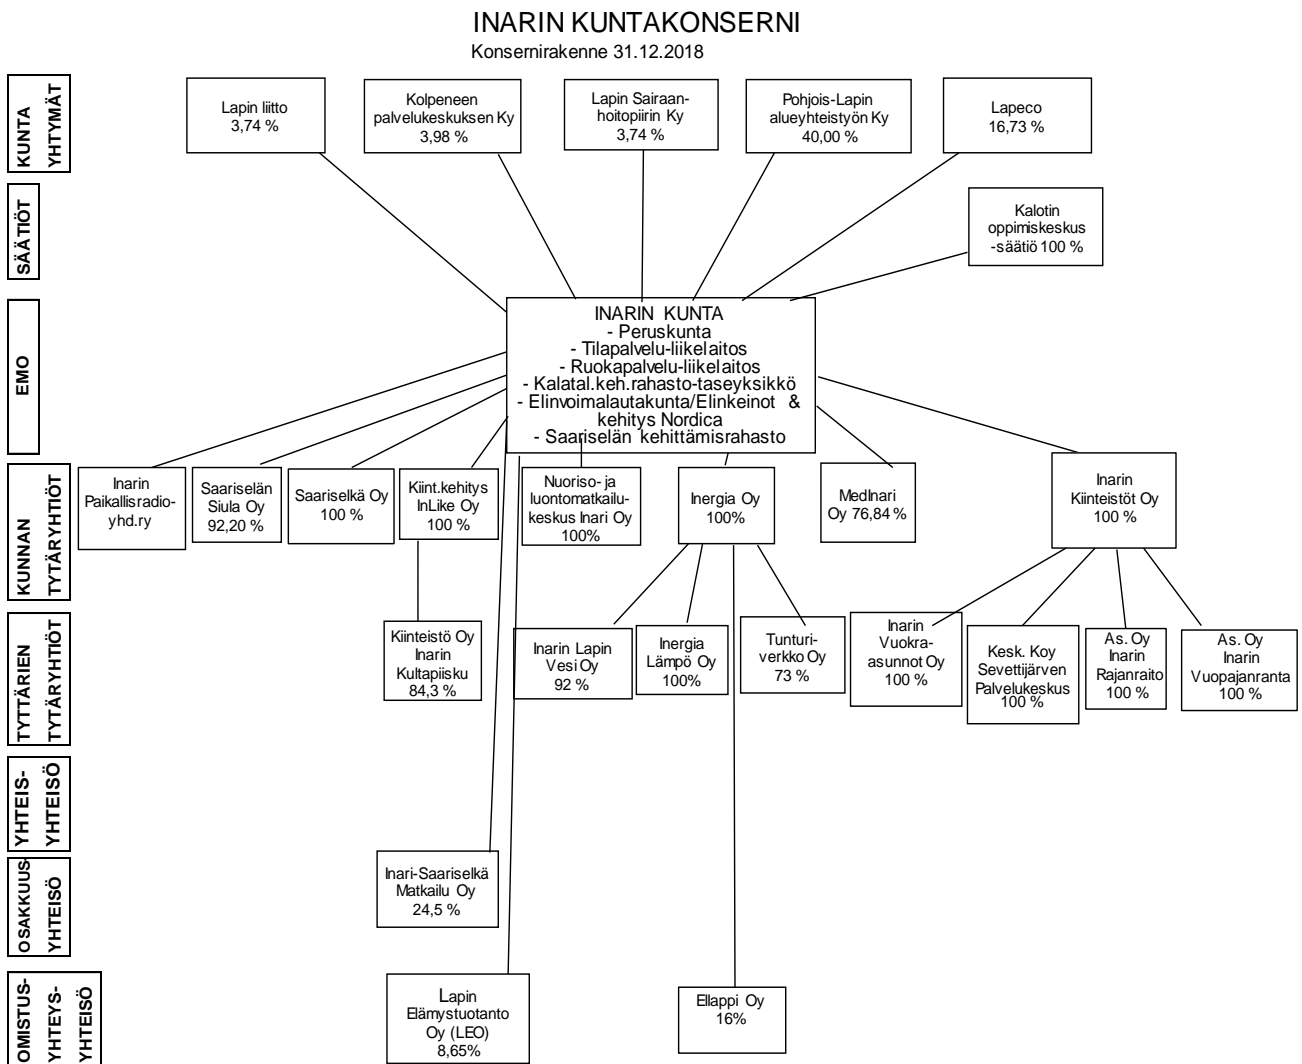 INARIN KUNTAKONSERNI
Konsernirakenne 31.12.2018
KUNTA
YHTYMÄT
Lapin liitto
3,74 %
Kolpeneen
palvelukeskuksen Ky
3,98 %
Lapin Sairaan-
hoitopiirin Ky
3,74 %
Pohjois-Lapin
alueyhteistyön Ky
40,00 %
Lapeco
16,73 %
SÄÄTIÖT
Kalotin
oppimiskeskus
-säätiö 100 %
EMO
INARIN KUNTA
- Peruskunta
- Tilapalvelu-liikelaitos
- Ruokapalvelu-liikelaitos
- Kalatal.keh.rahasto-taseyksikkö
- Elinvoimalautakunta/Elinkeinot &
kehitys Nordica
- Saariselän kehittämisrahasto
KUNNAN
TYTÄRYHTIÖT
Inarin
Paikallisradio-
yhd.ry
Saariselän
Siula Oy
92,20 %
Saariselkä Oy
100 %
Kiint.kehitys
InLike Oy
100 %
Nuoriso- ja
luontomatkailu-
keskus Inari Oy
100%
Inergia Oy
100%
MedInari
Oy 76,84 %
Inarin
Kiinteistöt Oy
100 %
TYTTÄRIEN
TYTÄRYHTIÖT
Kiinteistö Oy
Inarin
Kultapiisku
84,3 %
Inarin Lapin
Vesi Oy
92 %
Inergia
Lämpö Oy
100%
Tunturi-
verkko Oy
73 %
Inarin
Vuokra-
asunnot Oy
100 %
Kesk. Koy
Sevettijärven
Palvelukeskus
100 %
As. Oy
Inarin
Rajanraito
100 %
As. Oy
Inarin
Vuopajanranta
100 %
YHTEIS-
YHTEISÖ
OSAKKUUS-
YHTEISÖ
Inari-Saariselkä
Matkailu Oy
24,5 %
OMISTUS-
YHTEYS-
YHTEISÖ
Lapin
Elämystuotanto
Oy (LEO)
8,65%
Ellappi Oy
16%